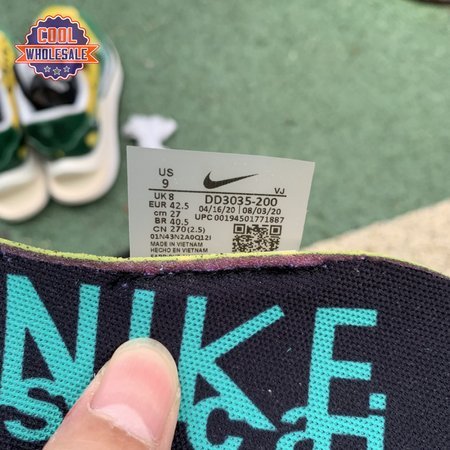 COOL
WHOLESALE
US
9
VJ
UK 8
EUR 42.5
cm 27
BR 40.5
CN 270 (2.5)
DD3035-200
04/16/20 | 08/03/20
UPC 00194501771887
01N43N2A0Q12I
MADE IN VIETNAM
HECHO EN VIETNAM
NIKE